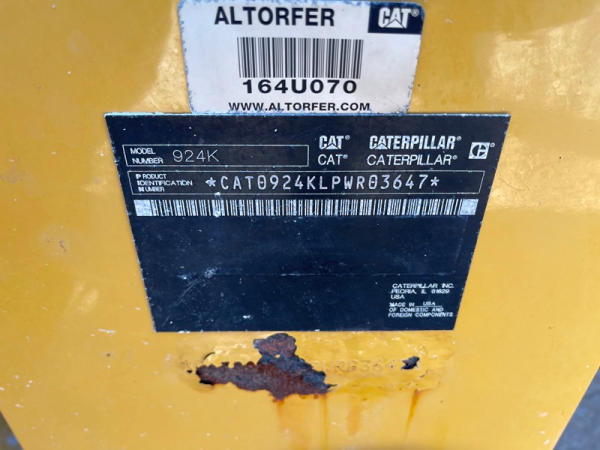 ALTORFER CAT
164U070
WWW.ALTORFER.COM
CAT® CATERPILLAR® C
MODEL NUMBER 924K CAT® CATERPILLAR®
PRODUCT IDENTIFICATION NUMBER *CAT0924KLPWR03647*
CATERPILLAR INC.
PEORIA, IL 61629
USA
MADE IN USA
OF DOMESTIC AND
FOREIGN COMPONENTS